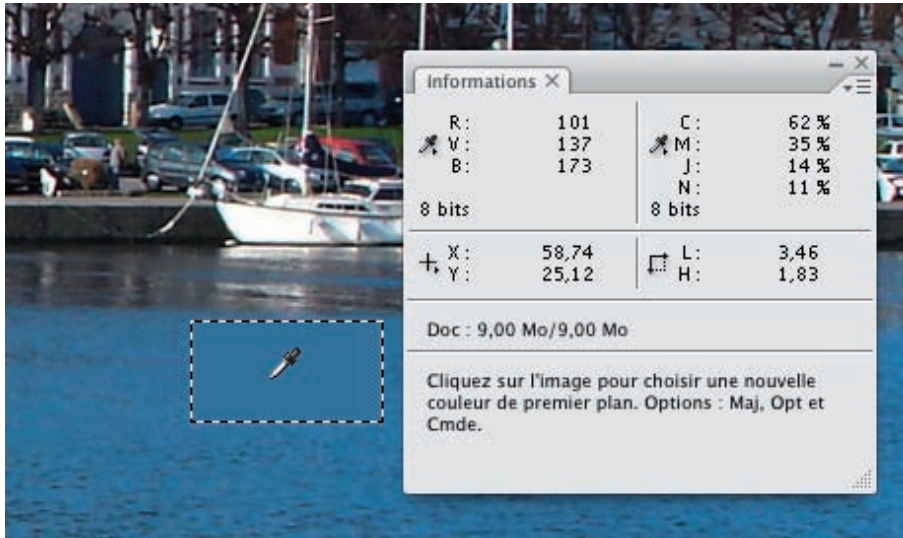 Informations
R: 101 C: 62 %
V: 137 M: 35 %
B: 173 J: 14 %
N: 11 %
8 bits 8 bits
X: 58,74 L: 3,46
Y: 25,12 H: 1,83
Doc : 9,00 Mo/9,00 Mo
Cliquez sur l'image pour choisir une nouvelle
couleur de premier plan. Options : Maj, Opt et
Cmde.